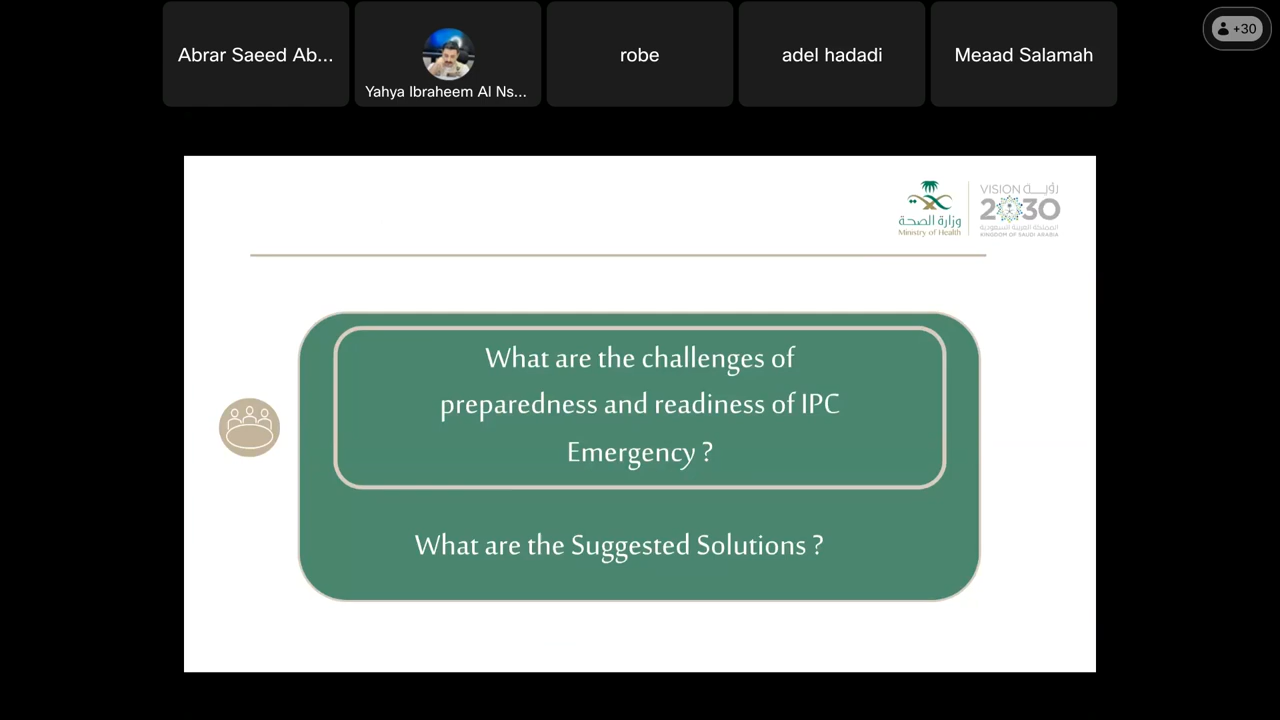 Abrar Saeed Ab...
Yahya Ibraheem Al Ns...
robe
adel hadadi
Meaad Salamah
+30
وزارة الصحة
Ministry of Health
VISION رؤية
2030
المملكة العربية السعودية
KINGDOM OF SAUDI ARABIA
What are the challenges of
preparedness and readiness of IPC
Emergency ?
What are the Suggested Solutions ?